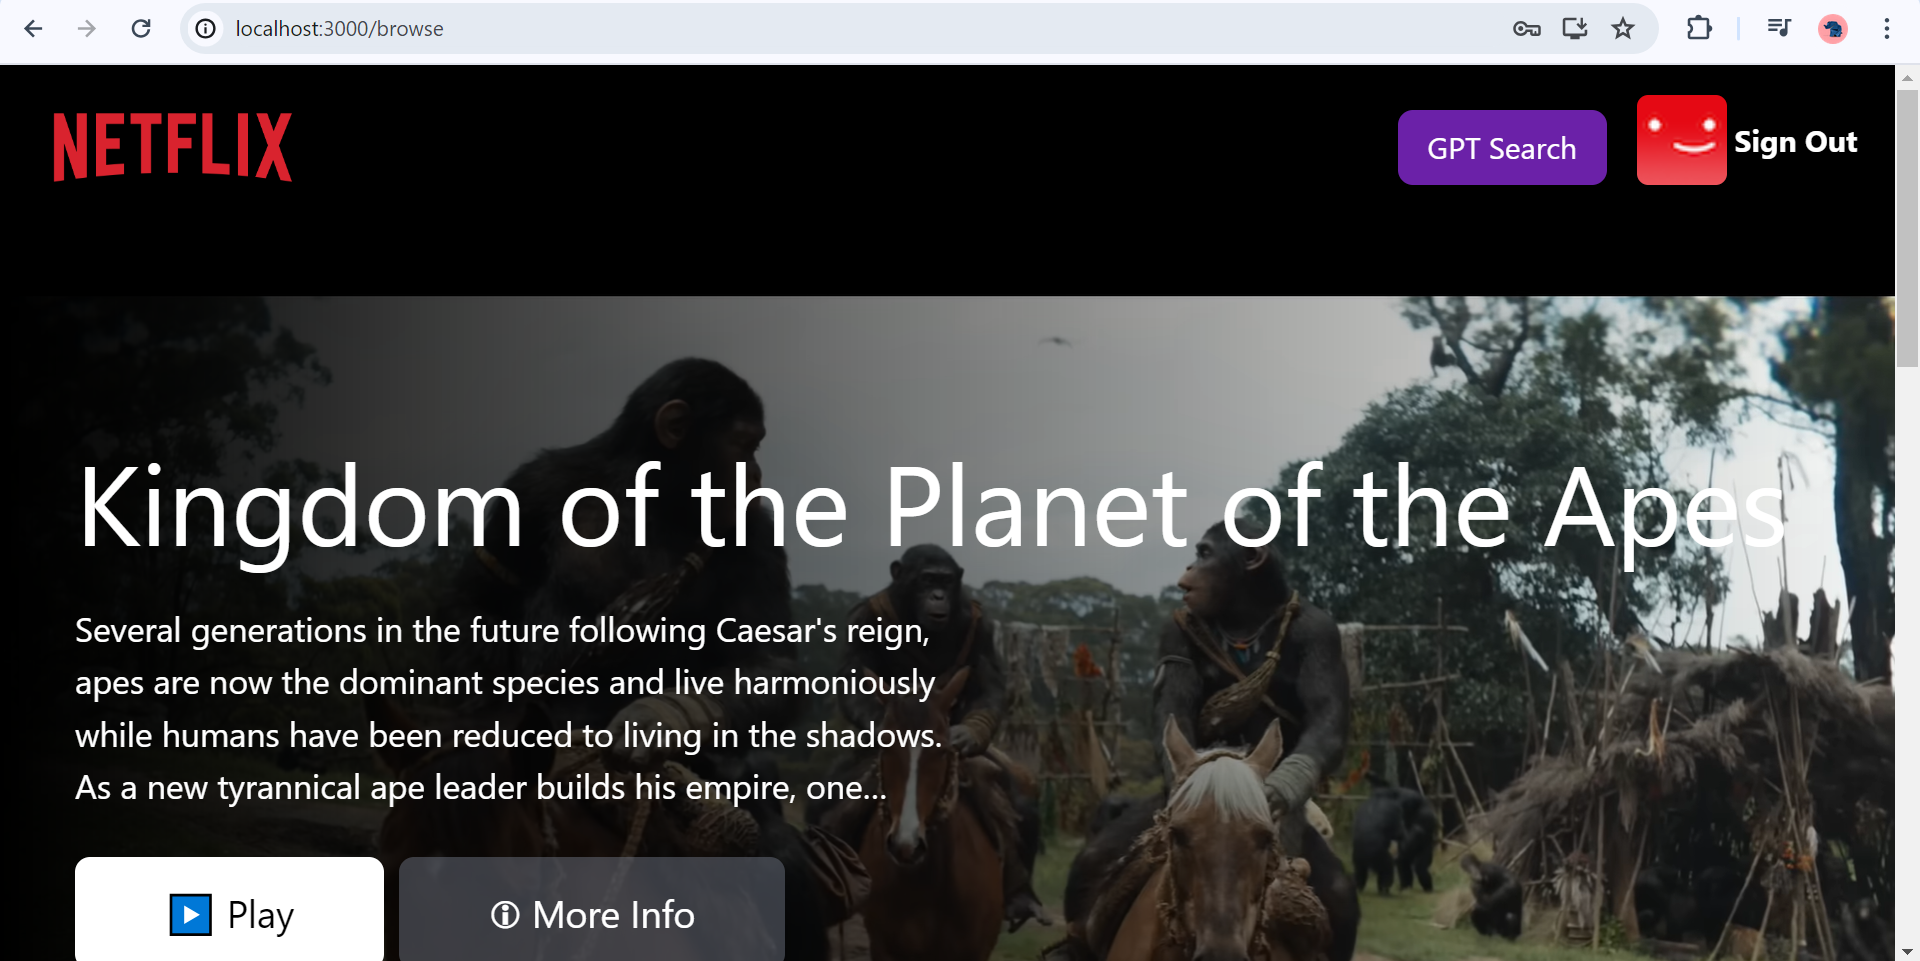 localhost:3000/browse
NETFLIX
GPT Search
Sign Out
Kingdom of the Planet of the Apes
Several generations in the future following Caesar's reign,
apes are now the dominant species and live harmoniously
while humans have been reduced to living in the shadows.
As a new tyrannical ape leader builds his empire, one...
▶️ Play
🛈 More Info